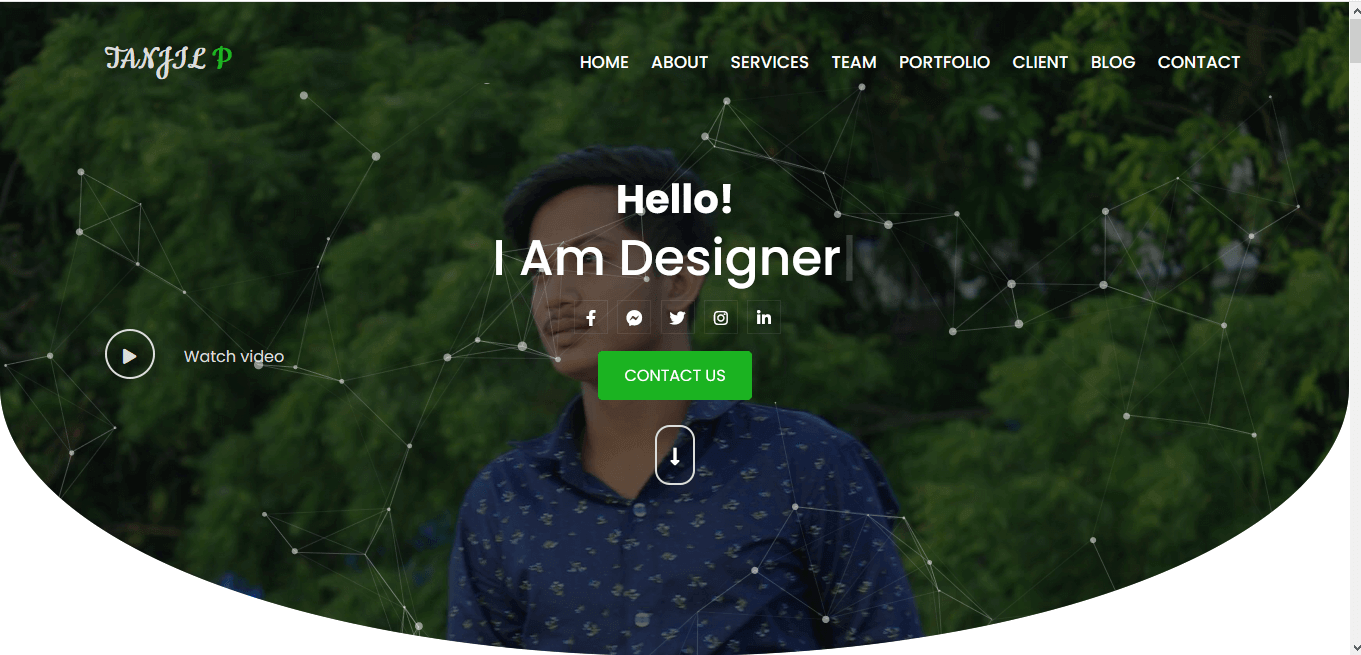 TANJIL P
HOME ABOUT SERVICES TEAM PORTFOLIO CLIENT BLOG CONTACT
Hello!
I Am Designer
Watch video
CONTACT US